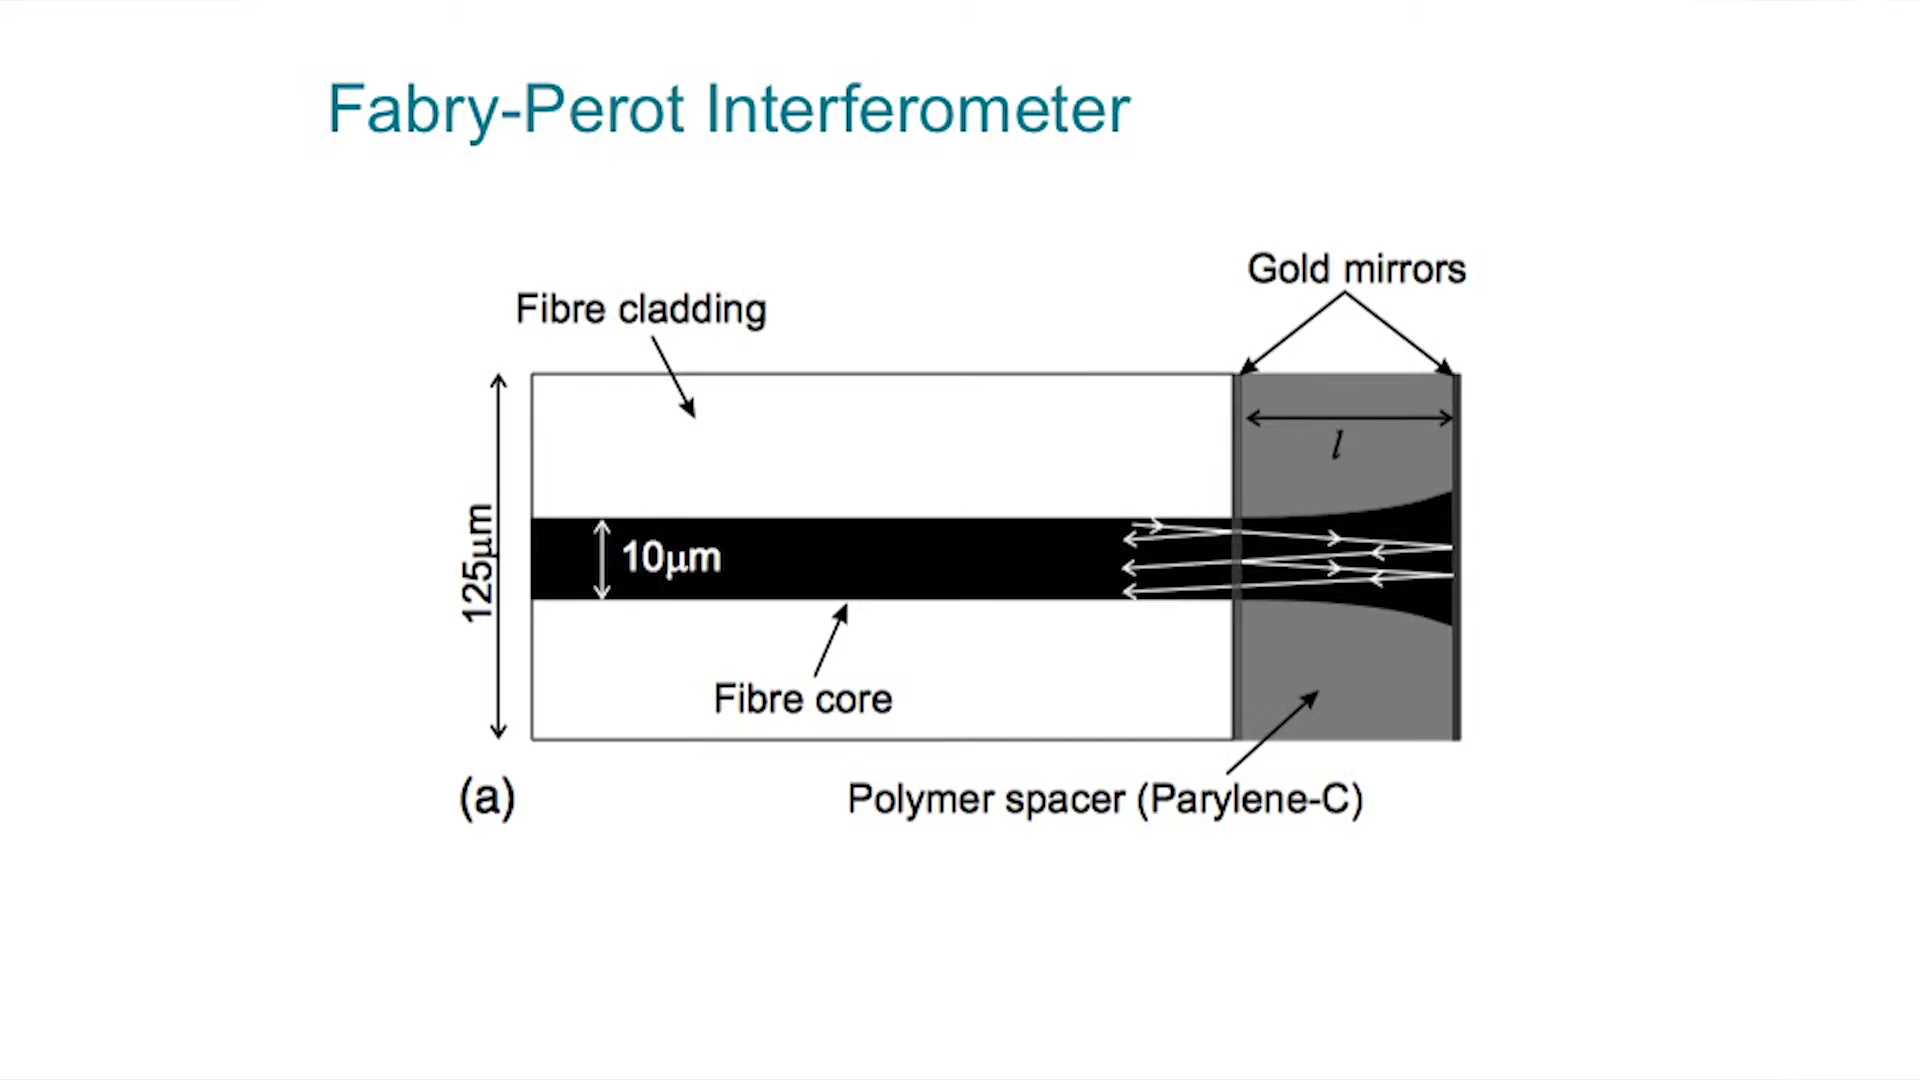 Fabry-Perot Interferometer
Gold mirrors
Fibre cladding
l
125μm
10μm
Fibre core
(a)
Polymer spacer (Parylene-C)